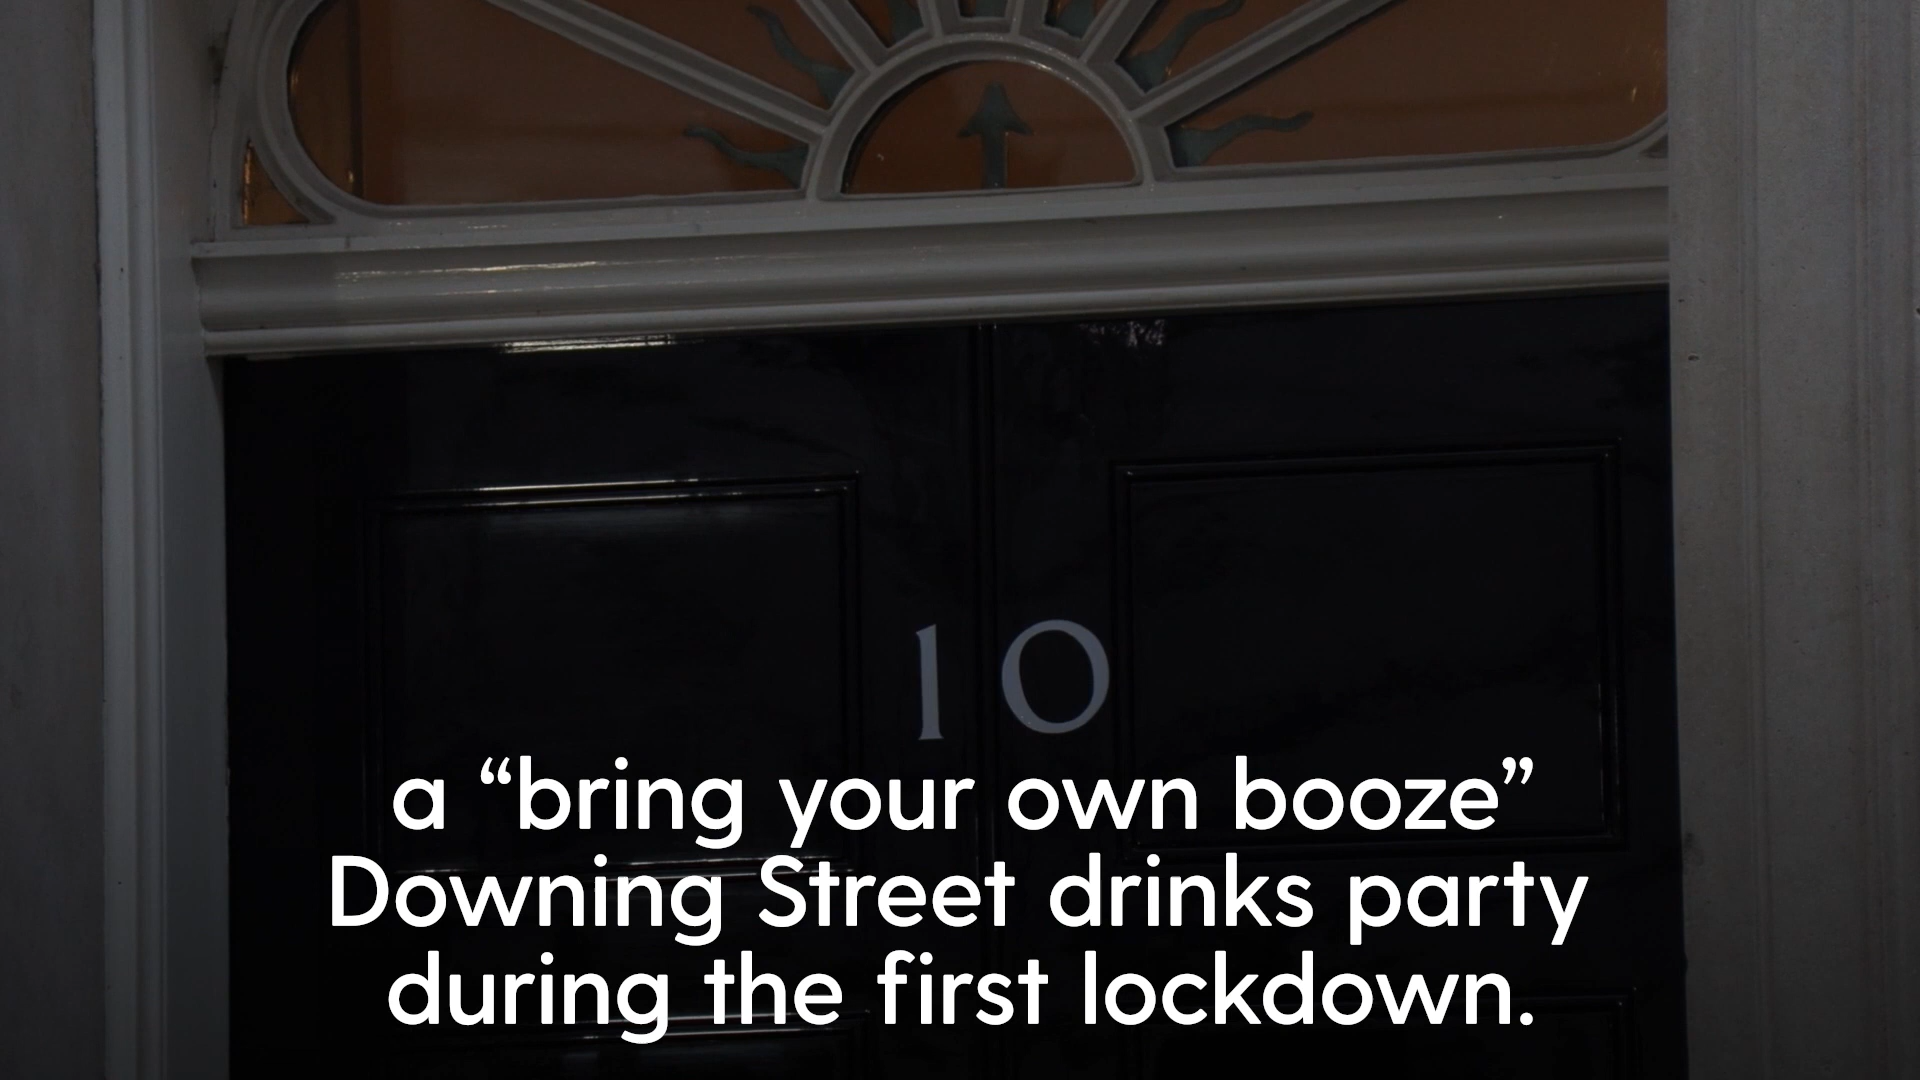 10
a “bring your own booze”
Downing Street drinks party
during the first lockdown.